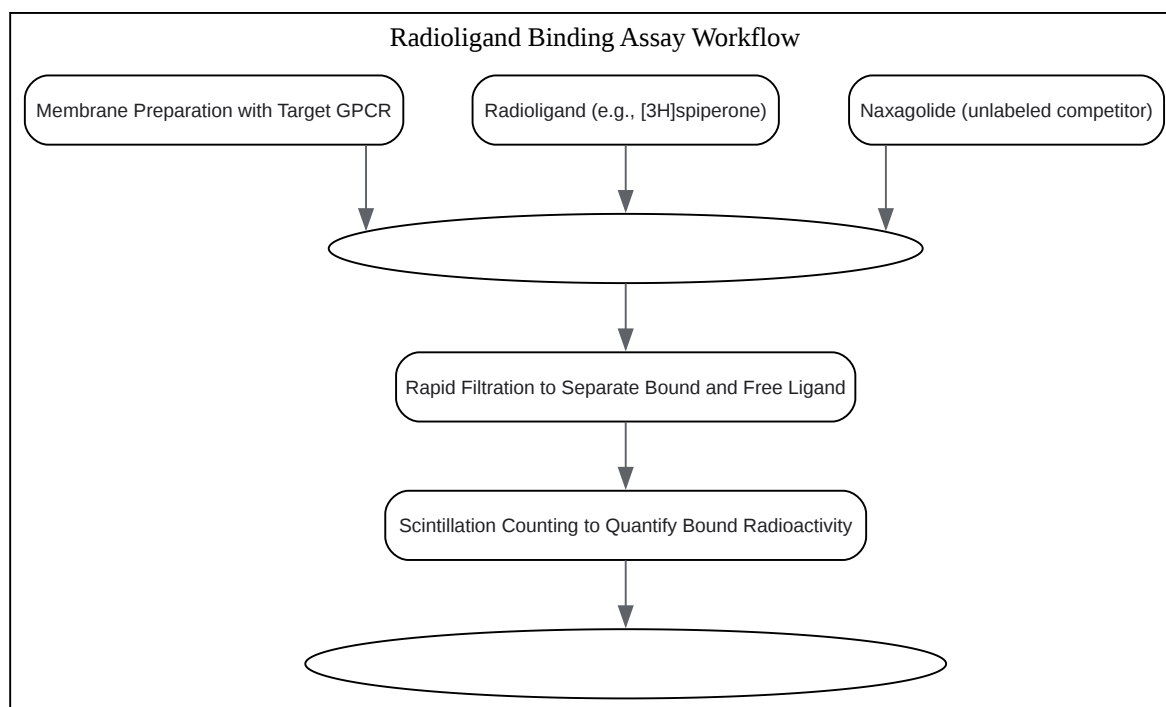 Radioligand Binding Assay Workflow
Membrane Preparation with Target GPCR
Radioligand (e.g., [3H]spiperone)
Naxagolide (unlabeled competitor)
Rapid Filtration to Separate Bound and Free Ligand
Scintillation Counting to Quantify Bound Radioactivity